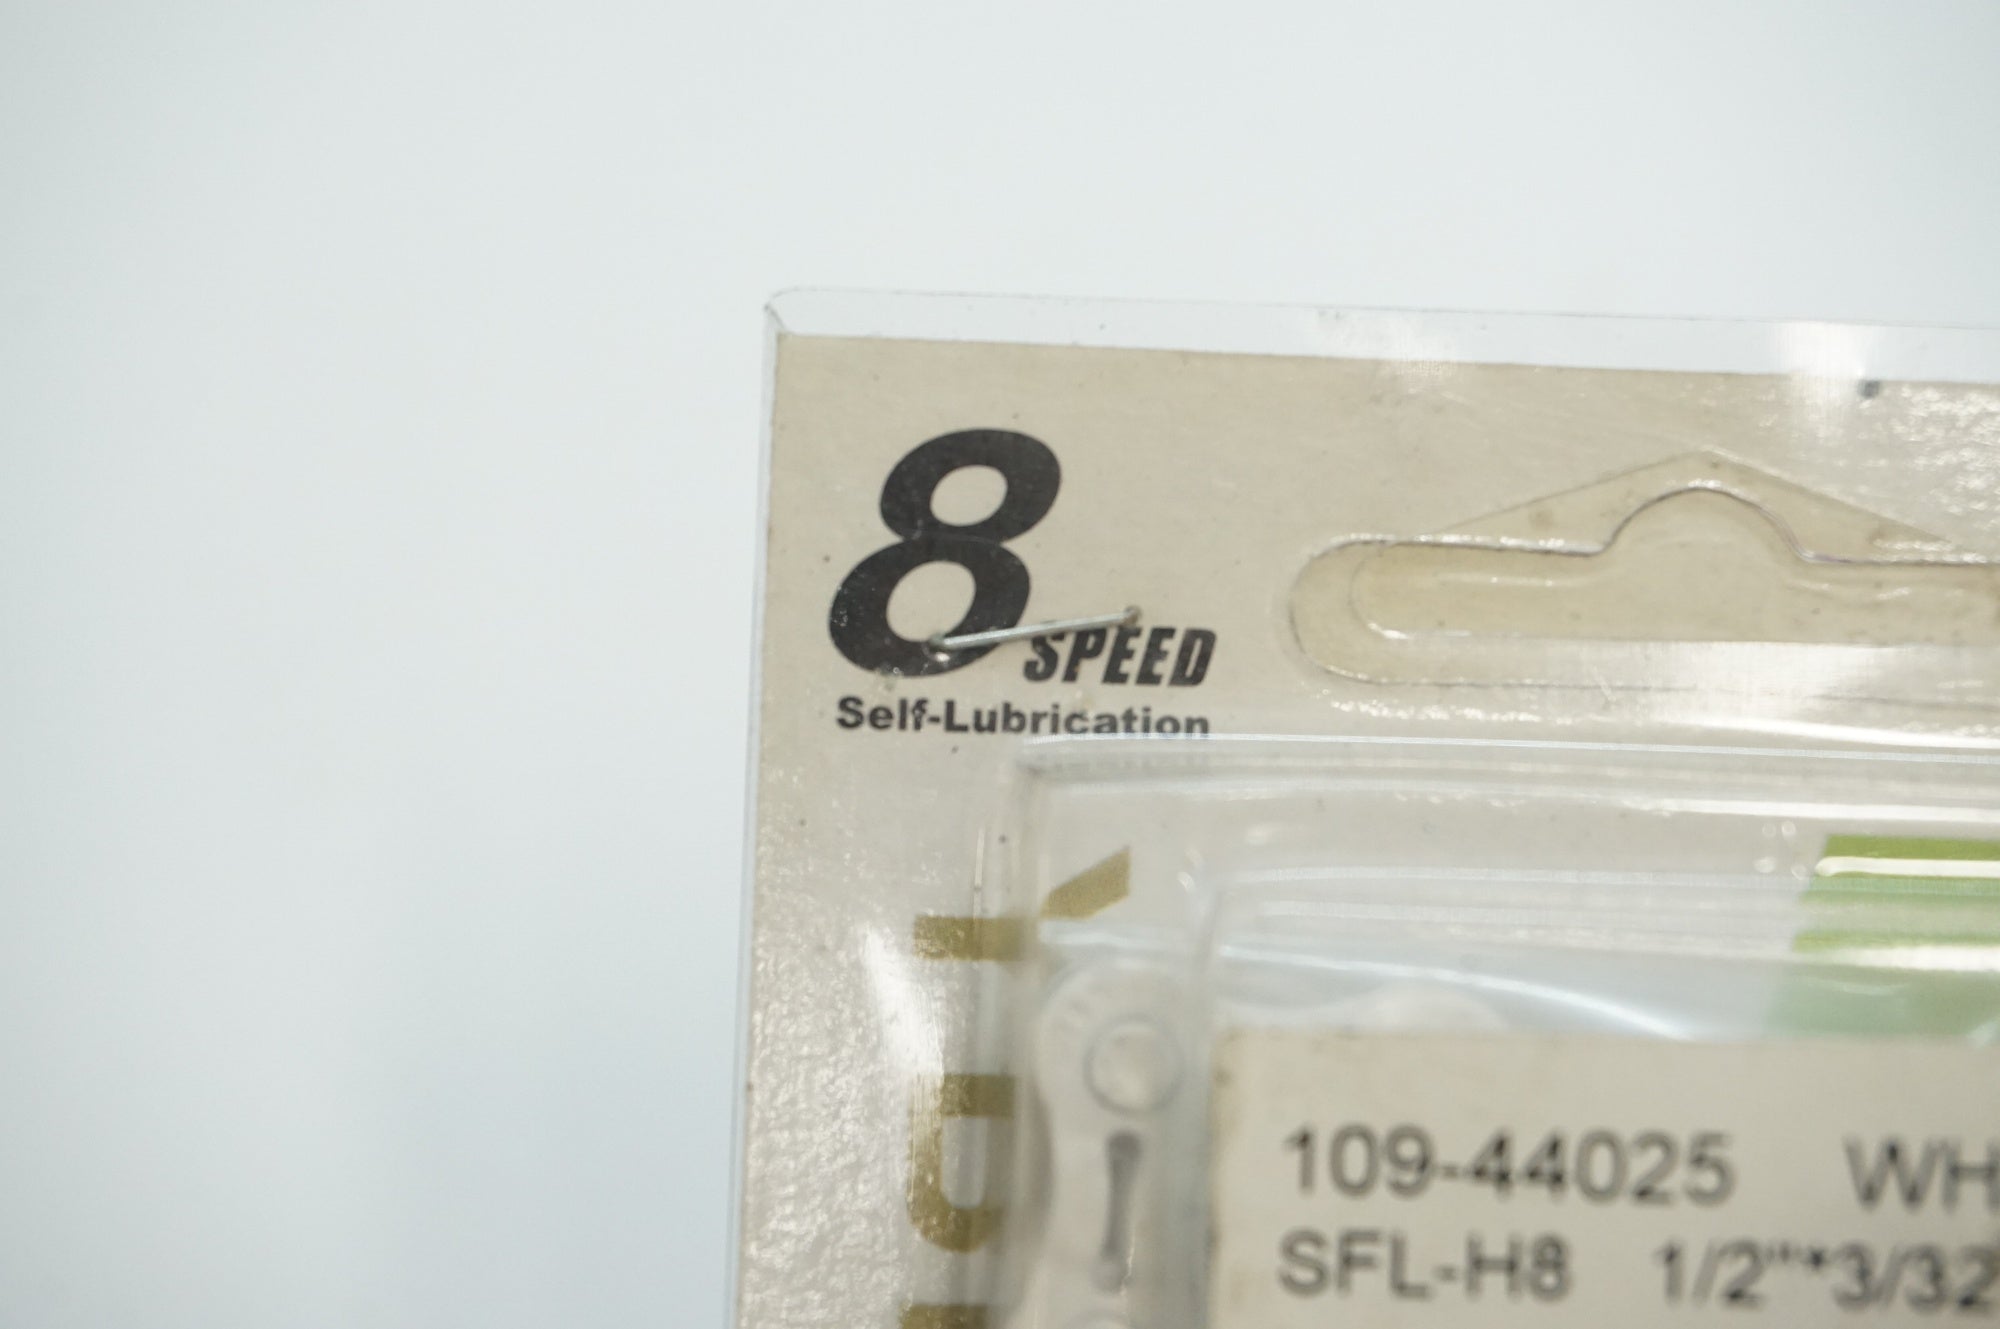 8 SPEED
Self-Lubrication
109-44025 WH
SFL-H8 1/2"*3/32